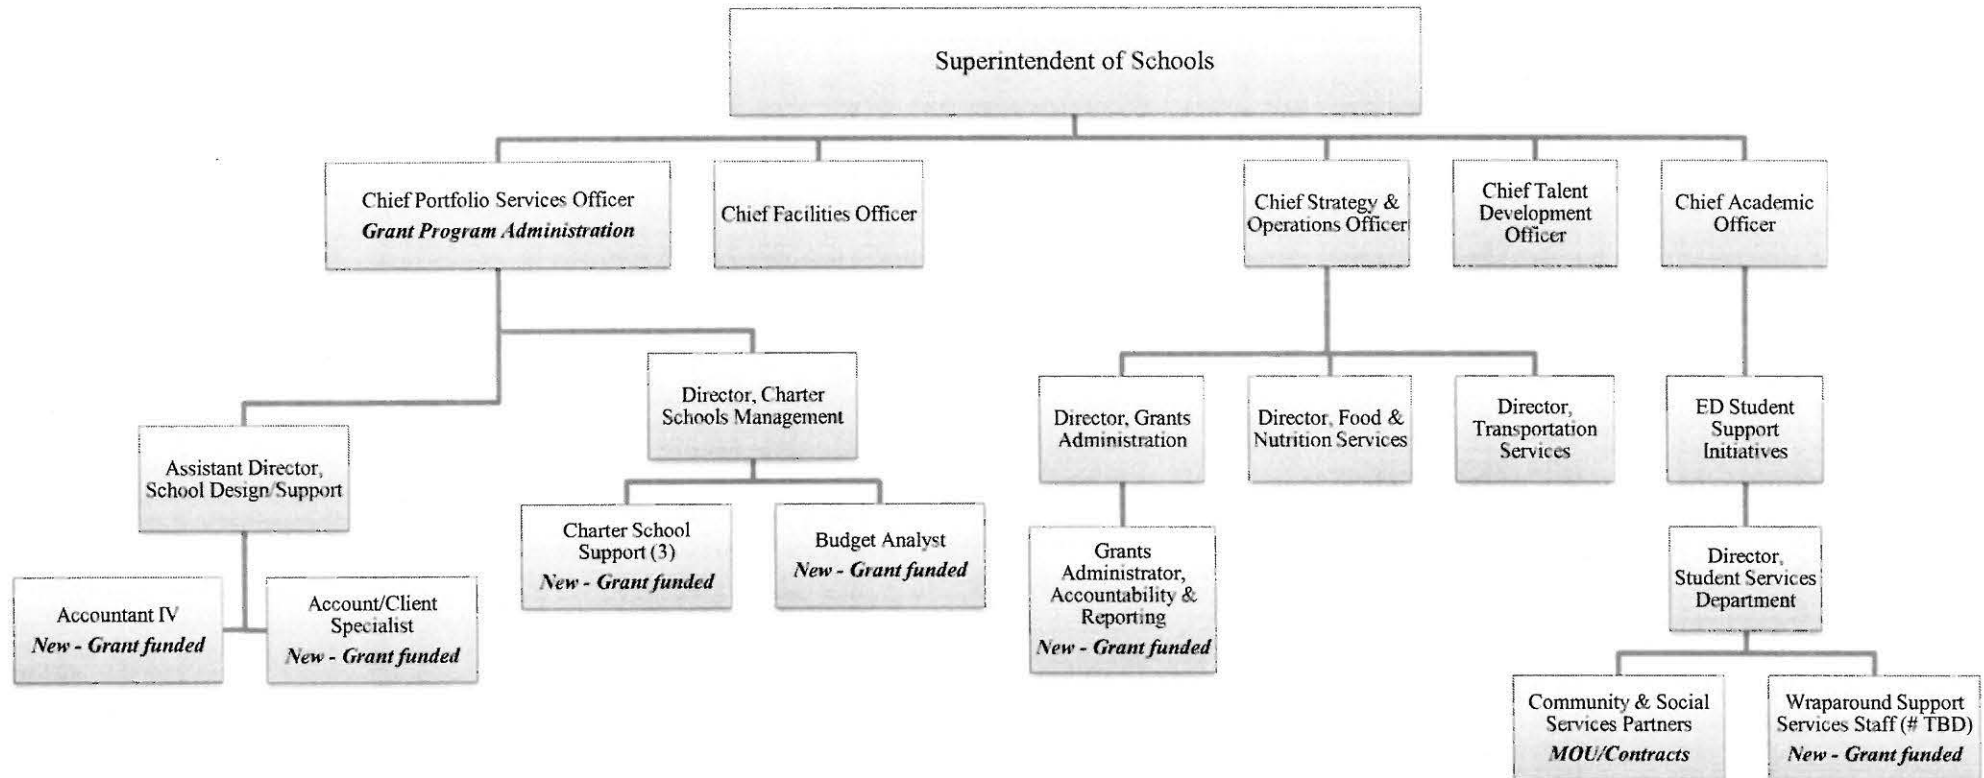 Superintendent of Schools
Chief Portfolio Services Officer
Grant Program Administration
Chief Facilities Officer
Chief Strategy &
Operations Officer
Chief Talent
Development
Officer
Chief Academic
Officer
Director, Charter
Schools Management
Director, Grants
Administration
Director, Food &
Nutrition Services
Director,
Transportation
Services
ED Student
Support
Initiatives
Assistant Director,
School Design/Support
Charter School
Support (3)
New - Grant funded
Budget Analyst
New - Grant funded
Grants
Administrator,
Accountability &
Reporting
New - Grant funded
Director,
Student Services
Department
Accountant IV
New - Grant funded
Account/Client
Specialist
New - Grant funded
Community & Social
Services Partners
MOU/Contracts
Wraparound Support
Services Staff (# TBD)
New - Grant funded